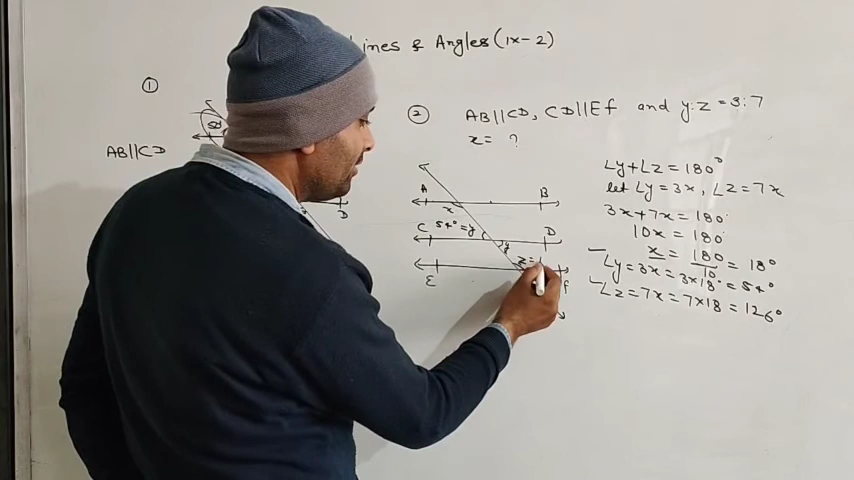 Lines & Angles (IX-2)
①
AB||CD
② AB||CD, CD||Ef and y:z = 3:7
x = ?
A B
x
C 54° = y D
y
z =
E f
D
∠y + ∠z = 180°
let ∠y = 3x, ∠z = 7x
3x + 7x = 180°
10x = 180°
x = 180/10 = 18°
∠y = 3x = 3×18° = 54°
∠z = 7x = 7×18 = 126°